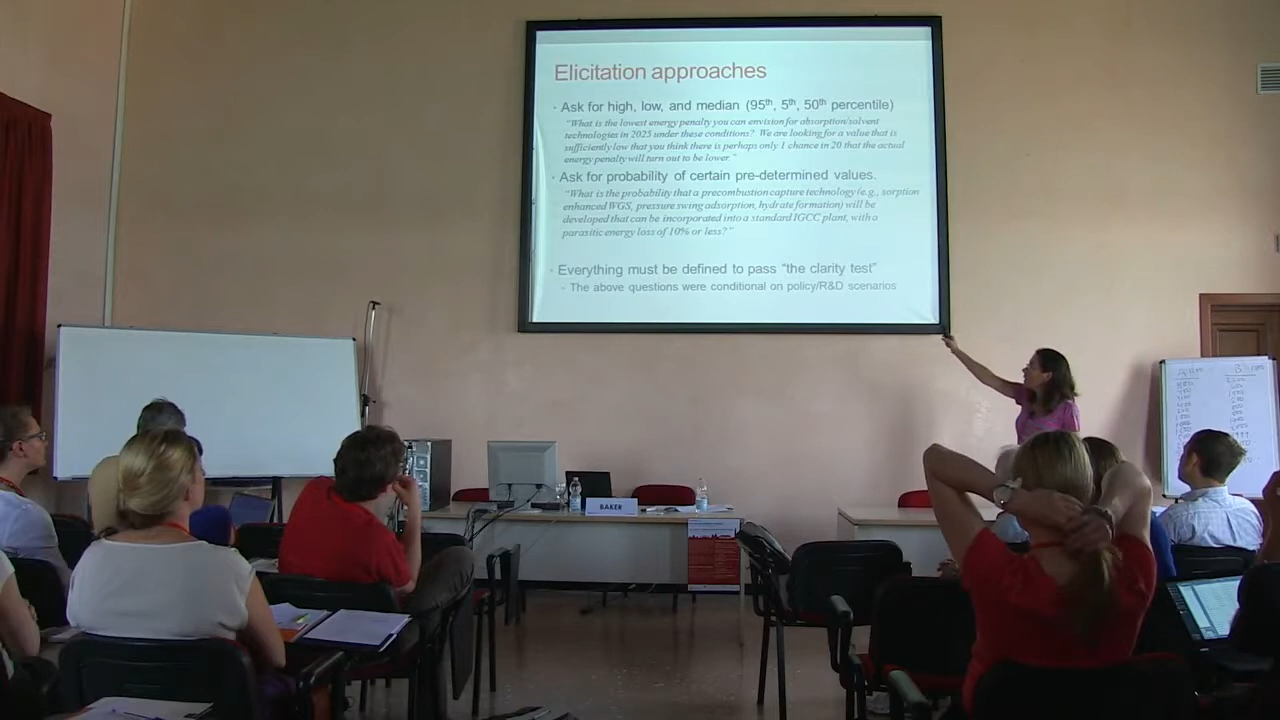 Elicitation approaches
Ask for high, low, and median (95th, 5th, 50th percentile)
"What is the lowest energy penalty you can envision for absorption/solvent
technologies in 2025 under these conditions? We are looking for a value that is
sufficiently low that you think there is perhaps only 1 chance in 20 that the actual
energy penalty will turn out to be lower."
Ask for probability of certain pre-determined values.
"What is the probability that a precombustion capture technology (e.g., sorption
enhanced WGS, pressure swing adsorption, hydrate formation) will be
developed that can be incorporated into a standard IGCC plant, with a
parasitic energy loss of 10% or less?"
Everything must be defined to pass "the clarity test"
- The above questions were conditional on policy/R&D scenarios
BAKER